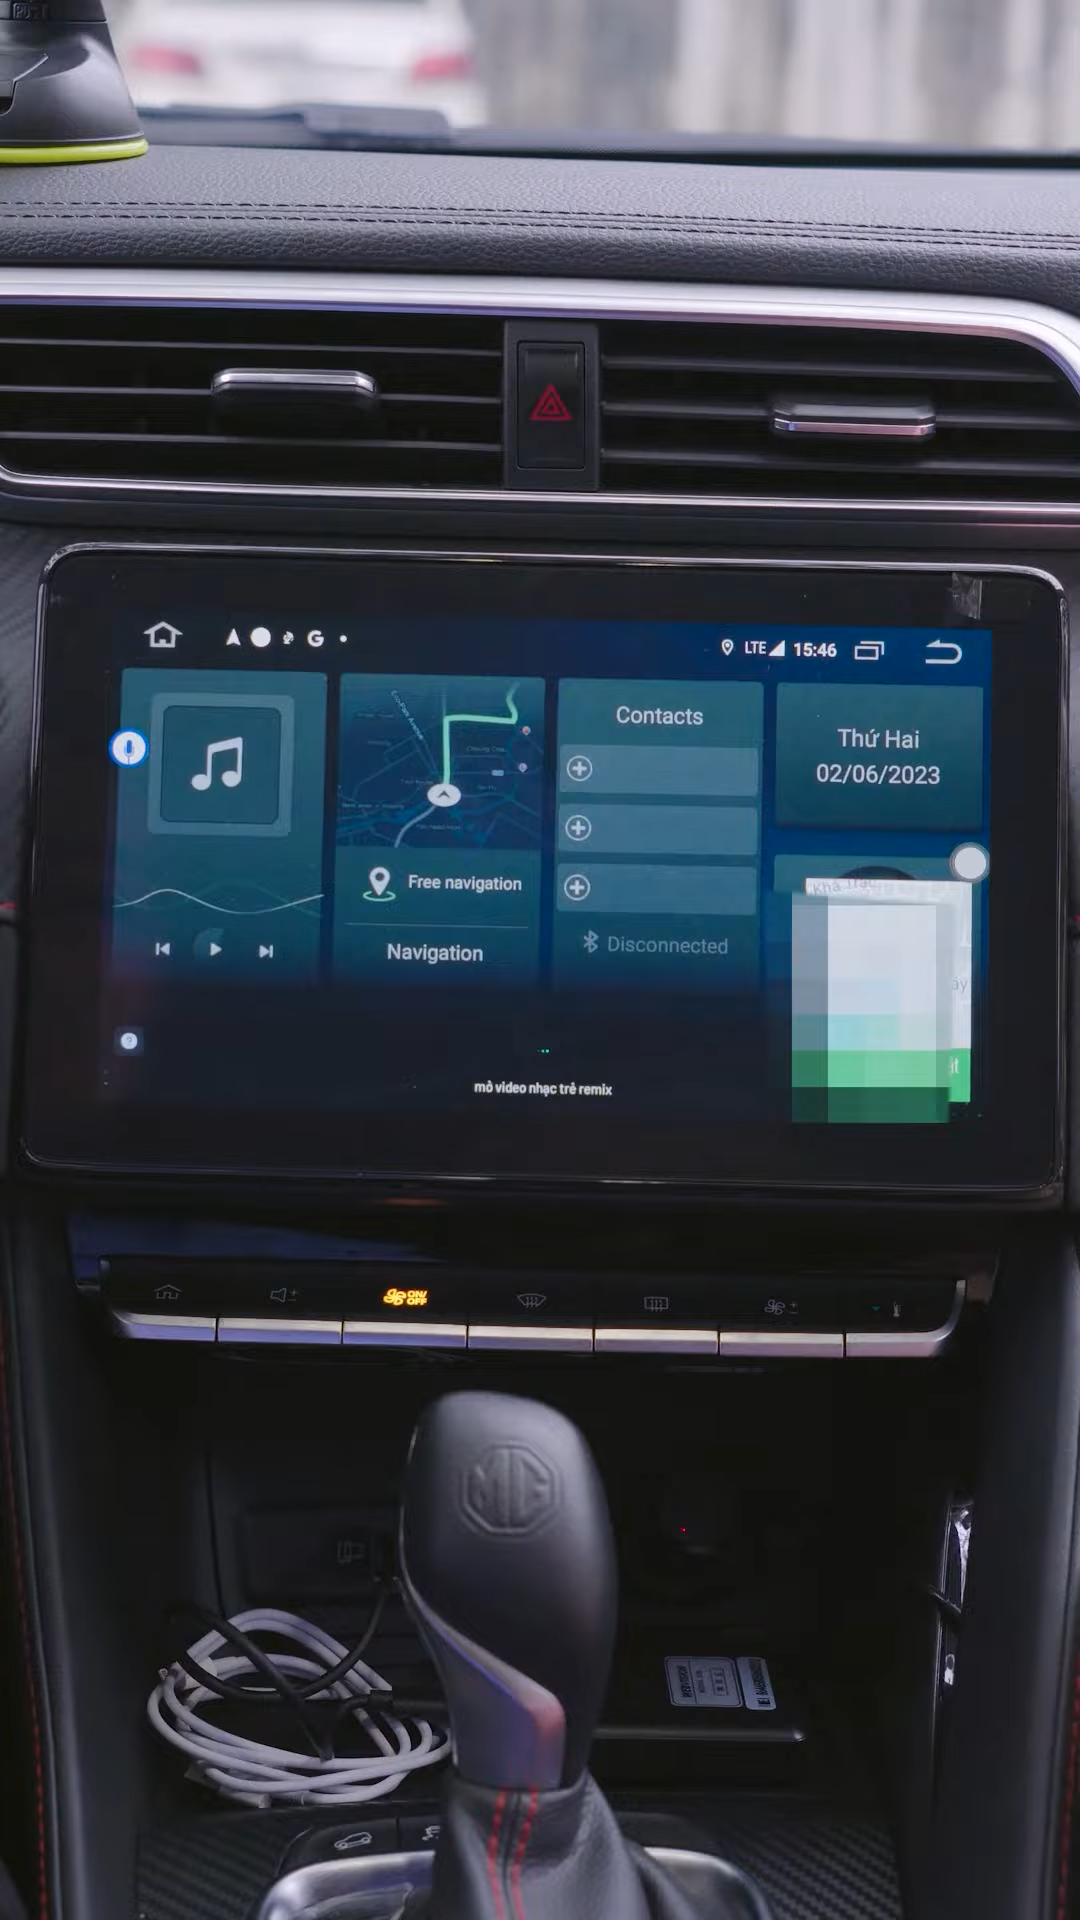 G
LTE
15:46
Contacts
Thứ Hai
02/06/2023
Free navigation
Navigation
Disconnected
mở video nhạc trẻ remix
ON/
OFF
MG